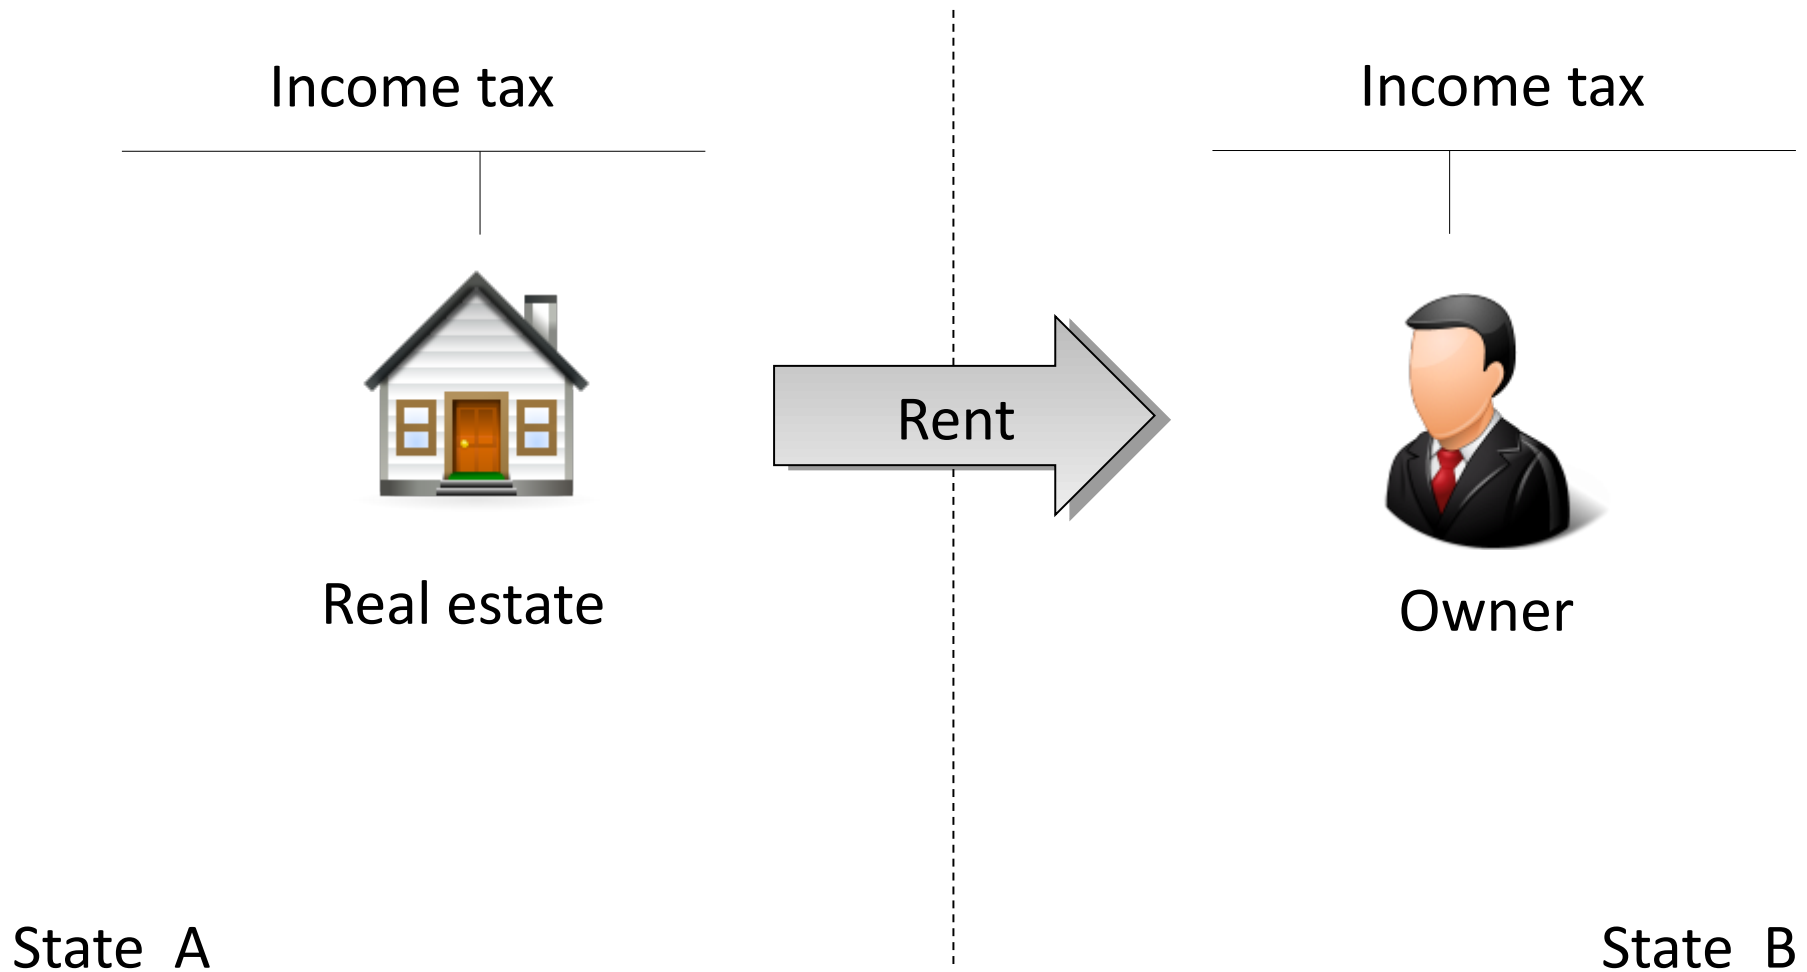 Income tax
Income tax
Rent
Real estate
Owner
State A
State B